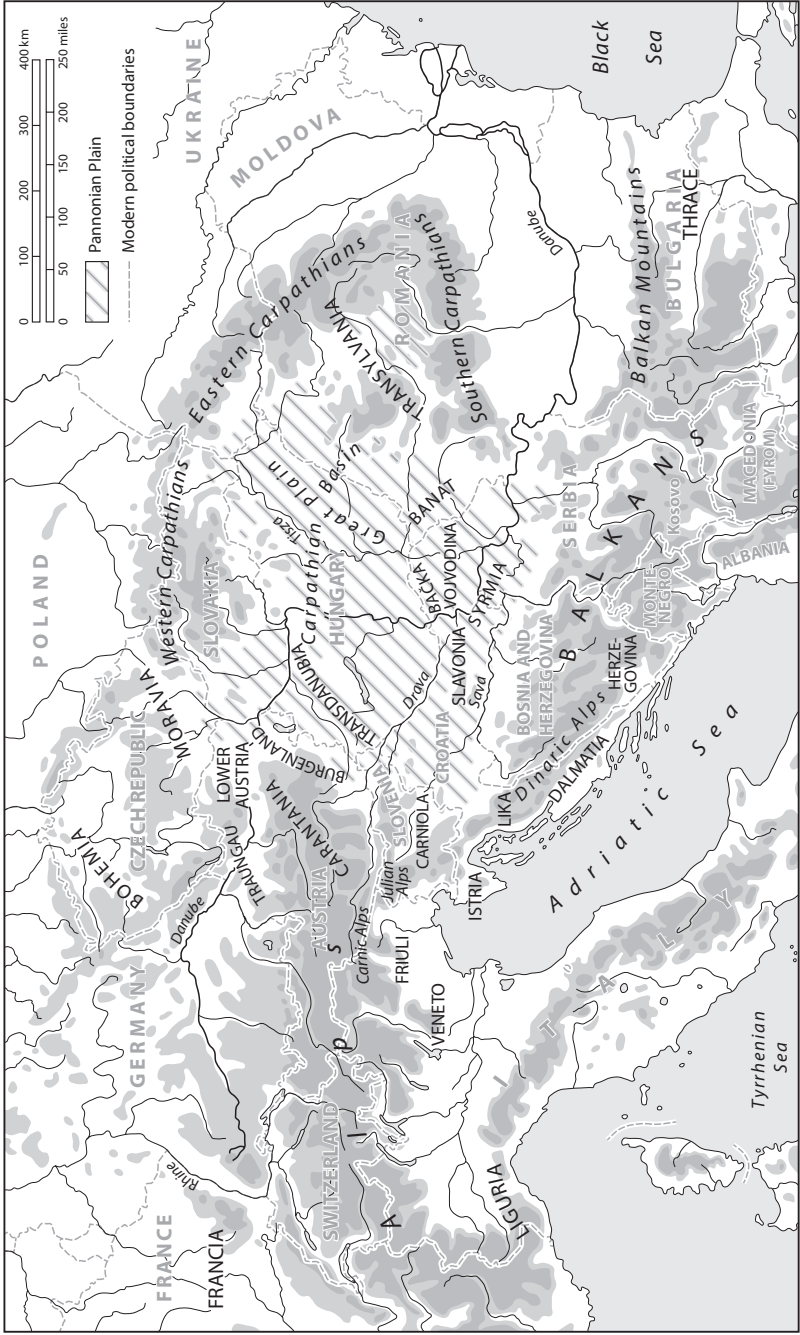 0 100 200 300 400 km
0 50 100 150 200 250 miles
Pannonian Plain
Modern political boundaries
POLAND
UKRAINE
MOLDOVA
GERMANY
BOHEMIA
CZECH REPUBLIC
MORAVIA
Western Carpathians
SLOVAKIA
Eastern Carpathians
FRANCE
FRANCIA
Rhine
Danube
LOWER
AUSTRIA
TRAUNGAU
BURGENLAND
AUSTRIA
CARANTANIA
SWITZERLAND
Alps
Carnic Alps
Julian
Alps
SLOVENIA
CARNIOLA
FRIULI
VENETO
ISTRIA
LIGURIA
ITALY
TRANSDANUBIA
Carpathian
Basin
HUNGARY
Great Plain
Tisza
TRANSYLVANIA
ROMANIA
Southern Carpathians
Drava
CROATIA
SLAVONIA
Sava
BAČKA
VOJVODINA
BANAT
SYRMIA
Danube
Black
Sea
LIKA
Dinaric Alps
DALMATIA
BOSNIA AND
HERZEGOVINA
HERZE-
GOVINA
SERBIA
BALKANS
MONTE-
NEGRO
Kosovo
ALBANIA
MACEDONIA
(FYROM)
Balkan Mountains
BULGARIA
THRACE
Adriatic Sea
Tyrrhenian
Sea